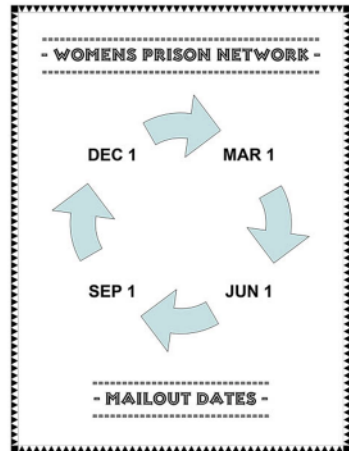 - WOMENS PRISON NETWORK -
DEC 1 MAR 1
SEP 1 JUN 1
- MAILOUT DATES -